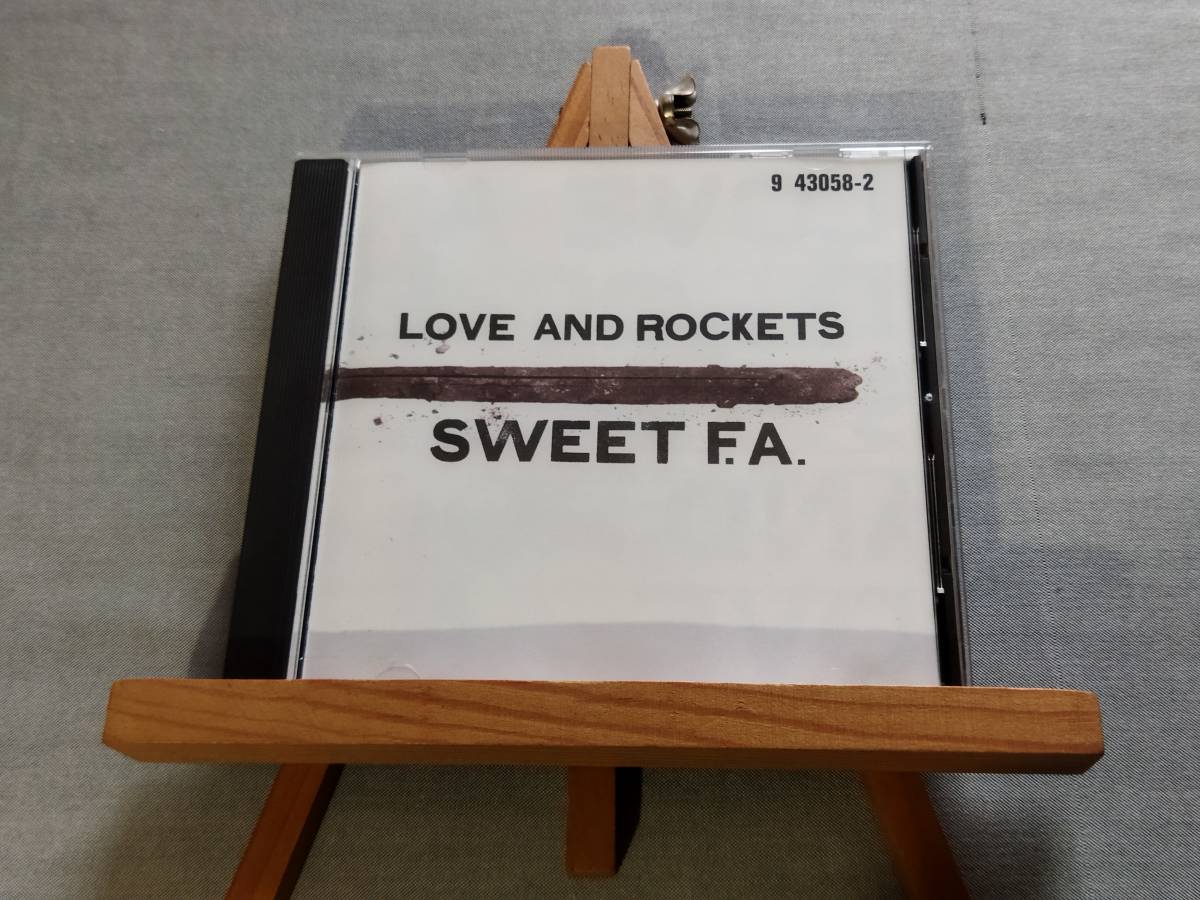 9 43058-2
LOVE AND ROCKETS
SWEET F.A.